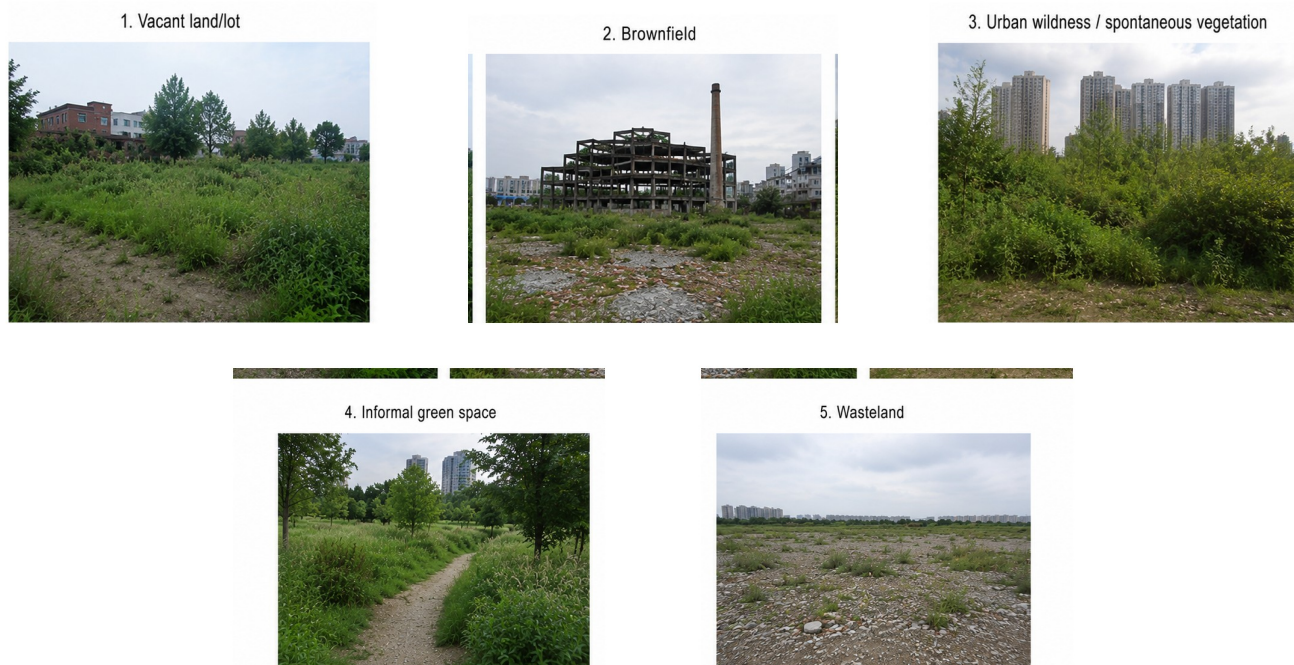 1. Vacant land/lot
2. Brownfield
3. Urban wildness / spontaneous vegetation
4. Informal green space
5. Wasteland